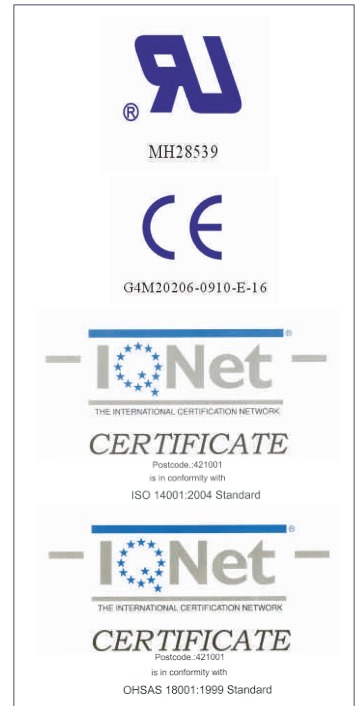 RU
®
MH28539
CE
G4M20206-0910-E-16
®
IQNet
THE INTERNATIONAL CERTIFICATION NETWORK
CERTIFICATE
Postcode.:421001
is in conformity with
ISO 14001:2004 Standard
®
IQNet
THE INTERNATIONAL CERTIFICATION NETWORK
CERTIFICATE
Postcode.:421001
is in conformity with
OHSAS 18001:1999 Standard